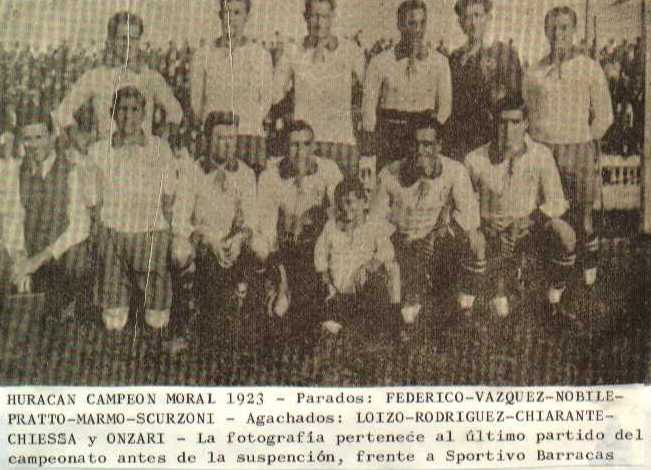 HURACAN CAMPEON MORAL 1923 - Parados: FEDERICO-VAZQUEZ-NOBILE-
PRATTO-MARMO-SCURZONI - Agachados: LOIZO-RODRIGUEZ-CHIARANTE-
CHIESSA y ONZARI - La fotografía pertenece al último partido del
campeonato antes de la suspención, frente a Sportivo Barracas